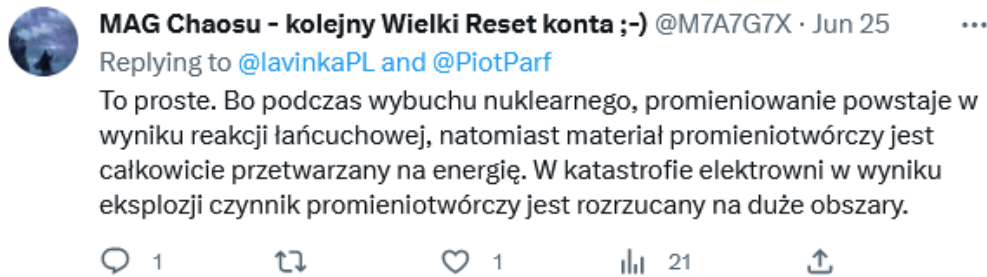 MAG Chaosu - kolejny Wielki Reset konta ;-) @M7A7G7X · Jun 25
Replying to @lavinkaPL and @PiotParf
To proste. Bo podczas wybuchu nuklearnego, promieniowanie powstaje w
wyniku reakcji łańcuchowej, natomiast materiał promieniotwórczy jest
całkowicie przetwarzany na energię. W katastrofie elektrowni w wyniku
eksplozji czynnik promieniotwórczy jest rozrzucany na duże obszary.
1 1 21